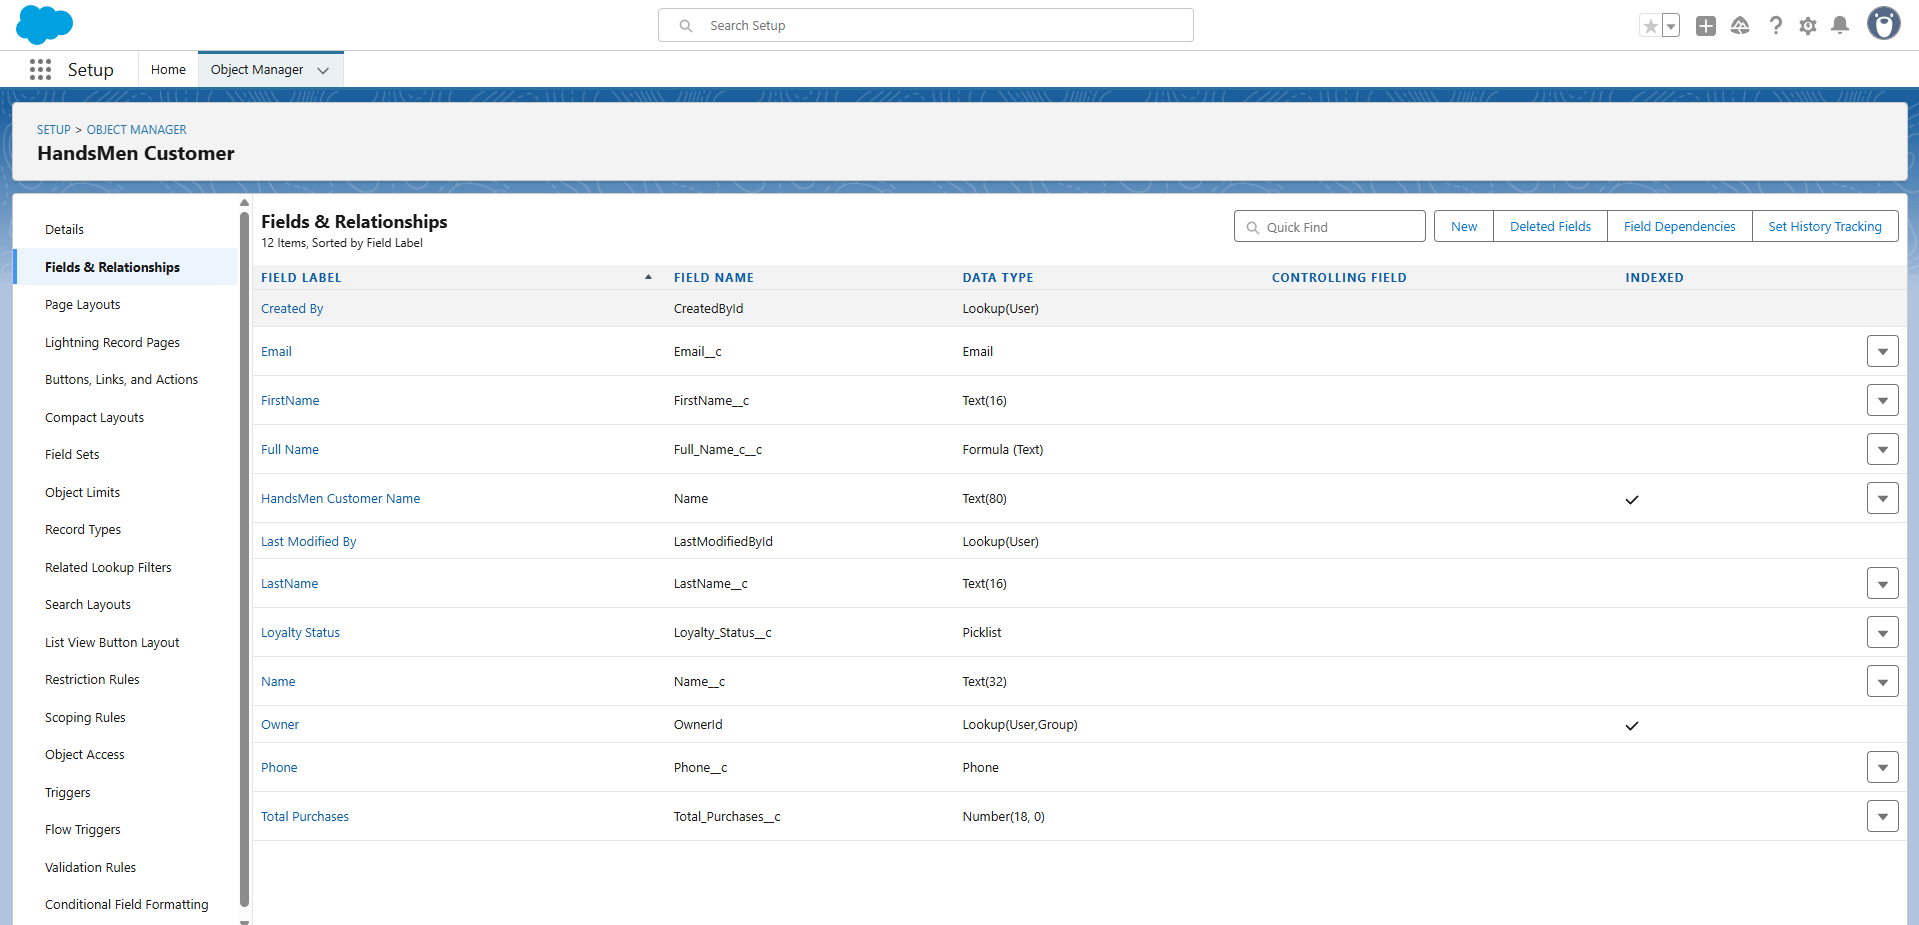 Search Setup
Setup
Home
Object Manager
SETUP > OBJECT MANAGER
HandsMen Customer
Details
Fields & Relationships
Page Layouts
Lightning Record Pages
Buttons, Links, and Actions
Compact Layouts
Field Sets
Object Limits
Record Types
Related Lookup Filters
Search Layouts
List View Button Layout
Restriction Rules
Scoping Rules
Object Access
Triggers
Flow Triggers
Validation Rules
Conditional Field Formatting
Fields & Relationships
12 Items, Sorted by Field Label
Quick Find
New
Deleted Fields
Field Dependencies
Set History Tracking
FIELD LABEL FIELD NAME DATA TYPE CONTROLLING FIELD INDEXED
Created By CreatedById Lookup(User)
Email Email__c Email
FirstName FirstName__c Text(16)
Full Name Full_Name_c__c Formula (Text)
HandsMen Customer Name Name Text(80)
Last Modified By LastModifiedById Lookup(User)
LastName LastName__c Text(16)
Loyalty Status Loyalty_Status__c Picklist
Name Name__c Text(32)
Owner OwnerId Lookup(User,Group)
Phone Phone__c Phone
Total Purchases Total_Purchases__c Number(18, 0)